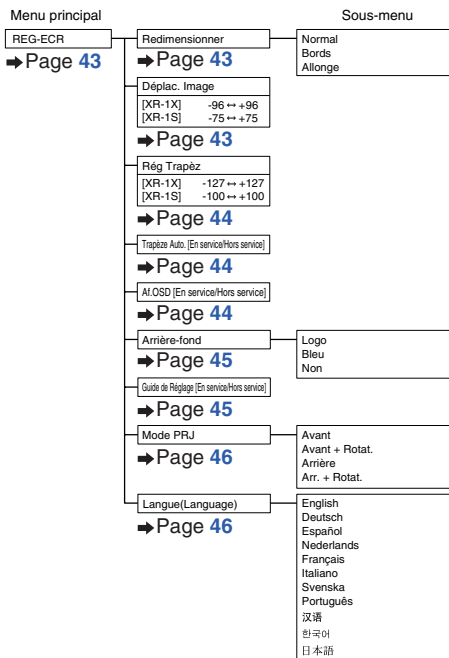 Menu principal
Sous-menu
REG-ECR
➡Page 43
Redimensionner
➡Page 43
Normal
Bords
Allonge
Déplac. Image
[XR-1X] -96 ↔ +96
[XR-1S] -75 ↔ +75
➡Page 43
Rég Trapèz
[XR-1X] -127 ↔ +127
[XR-1S] -100 ↔ +100
➡Page 44
Trapèze Auto. [En service/Hors service]
➡Page 44
Af.OSD [En service/Hors service]
➡Page 44
Arrière-fond
➡Page 45
Logo
Bleu
Non
Guide de Réglage [En service/Hors service]
➡Page 45
Mode PRJ
➡Page 46
Avant
Avant + Rotat.
Arrière
Arr. + Rotat.
Langue(Language)
➡Page 46
English
Deutsch
Español
Nederlands
Français
Italiano
Svenska
Português
汉语
한국어
日本語